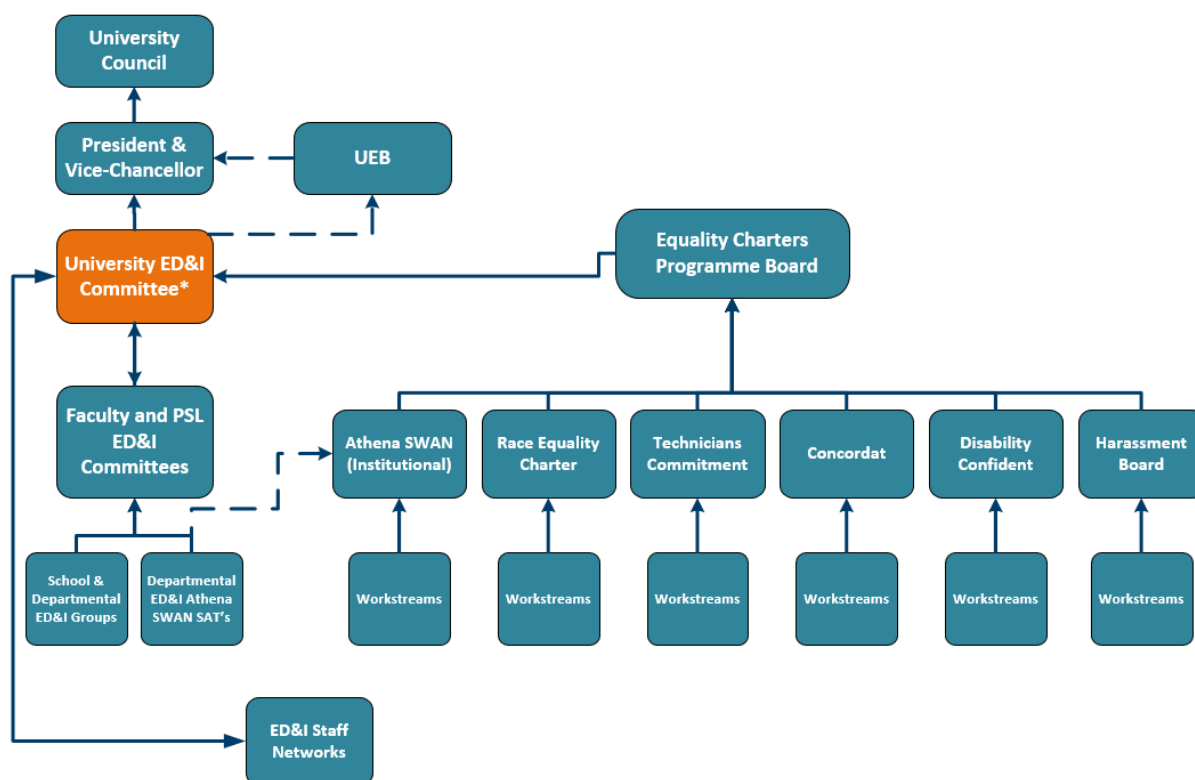 University
Council
President &
Vice-Chancellor
UEB
University ED&I
Committee*
Equality Charters
Programme Board
Faculty and PSL
ED&I
Committees
Athena SWAN
(Institutional)
Race Equality
Charter
Technicians
Commitment
Concordat
Disability
Confident
Harassment
Board
School &
Departmental
ED&I Groups
Departmental
ED&I Athena
SWAN SAT's
Workstreams
Workstreams
Workstreams
Workstreams
Workstreams
Workstreams
ED&I Staff
Networks